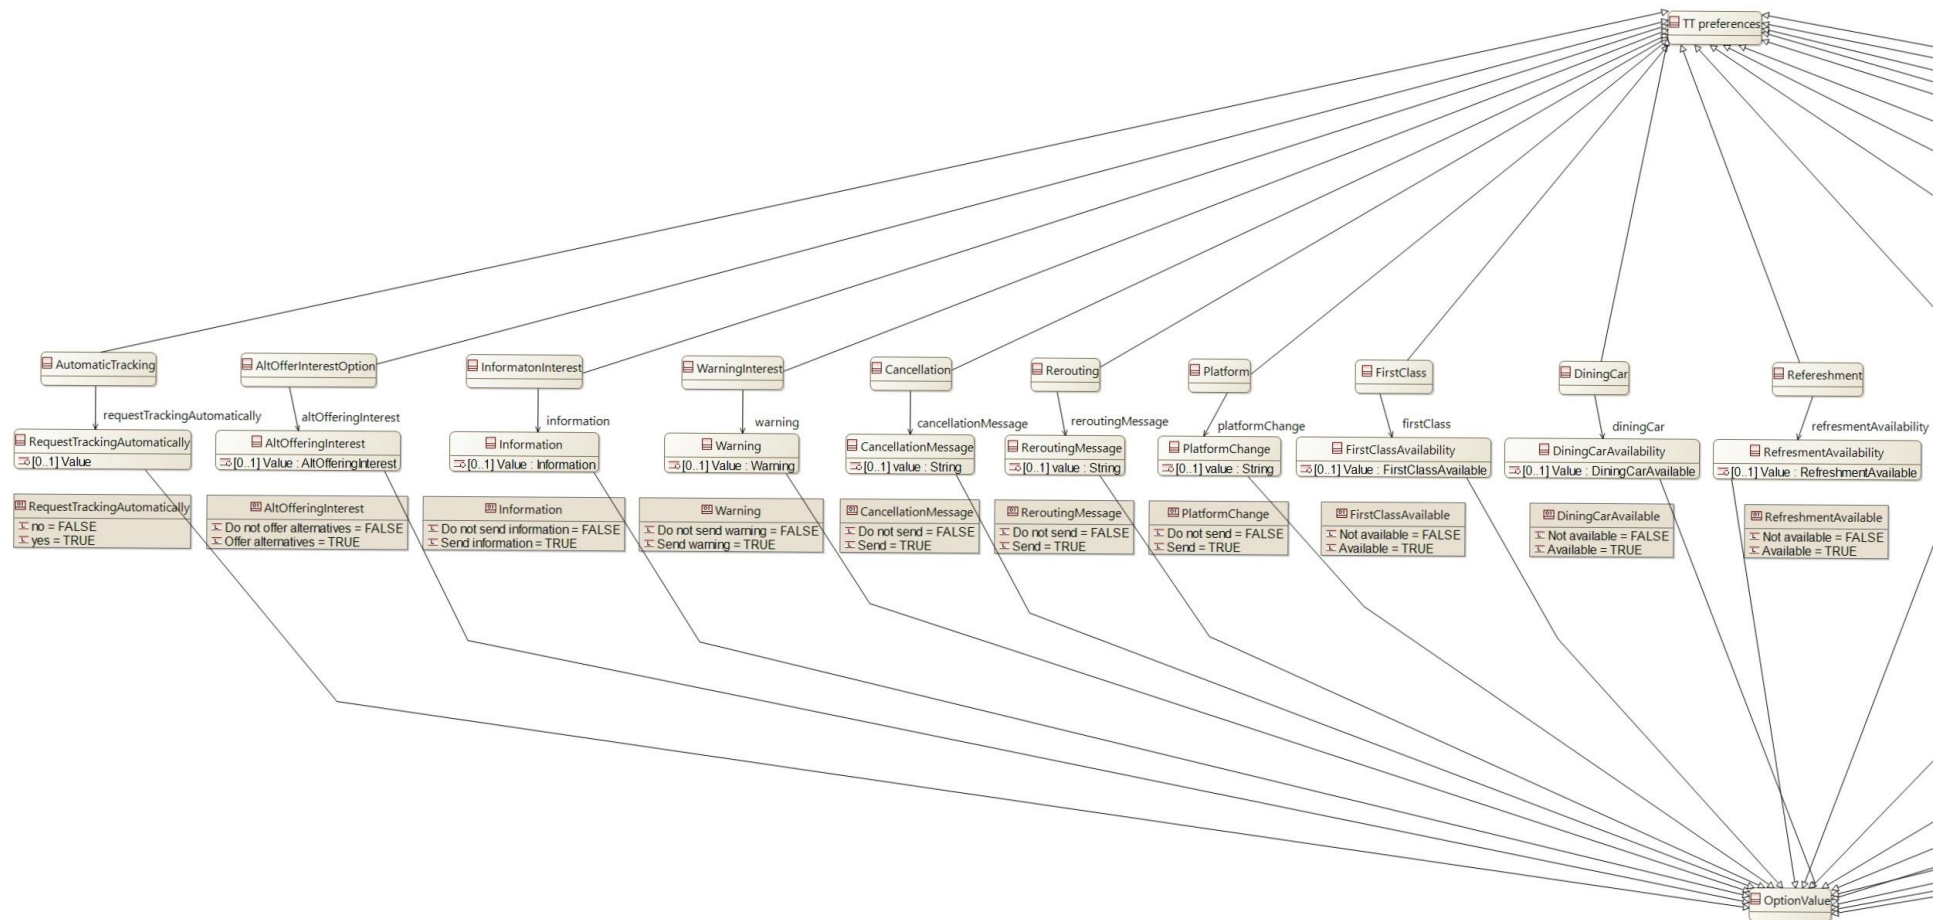 TT preferences
AutomaticTracking
AltOfferInterestOption
InformatonInterest
WarningInterest
Cancellation
Rerouting
Platform
FirstClass
DiningCar
Refereshment
requestTrackingAutomatically
altOfferingInterest
information
warning
cancellationMessage
reroutingMessage
platformChange
firstClass
diningCar
refresmentAvailability
RequestTrackingAutomatically
[0..1] Value
AltOfferingInterest
[0..1] Value : AltOfferingInterest
Information
[0..1] Value : Information
Warning
[0..1] Value : Warning
CancellationMessage
[0..1] value : String
ReroutingMessage
[0..1] value : String
PlatformChange
[0..1] value : String
FirstClassAvailability
[0..1] Value : FirstClassAvailable
DiningCarAvailability
[0..1] Value : DiningCarAvailable
RefresmentAvailability
[0..1] Value : RefreshmentAvailable
RequestTrackingAutomatically
no = FALSE
yes = TRUE
AltOfferingInterest
Do not offer alternatives = FALSE
Offer alternatives = TRUE
Information
Do not send information = FALSE
Send information = TRUE
Warning
Do not send warning = FALSE
Send warning = TRUE
CancellationMessage
Do not send = FALSE
Send = TRUE
ReroutingMessage
Do not send = FALSE
Send = TRUE
PlatformChange
Do not send = FALSE
Send = TRUE
FirstClassAvailable
Not available = FALSE
Available = TRUE
DiningCarAvailable
Not available = FALSE
Available = TRUE
RefreshmentAvailable
Not available = FALSE
Available = TRUE
OptionValue